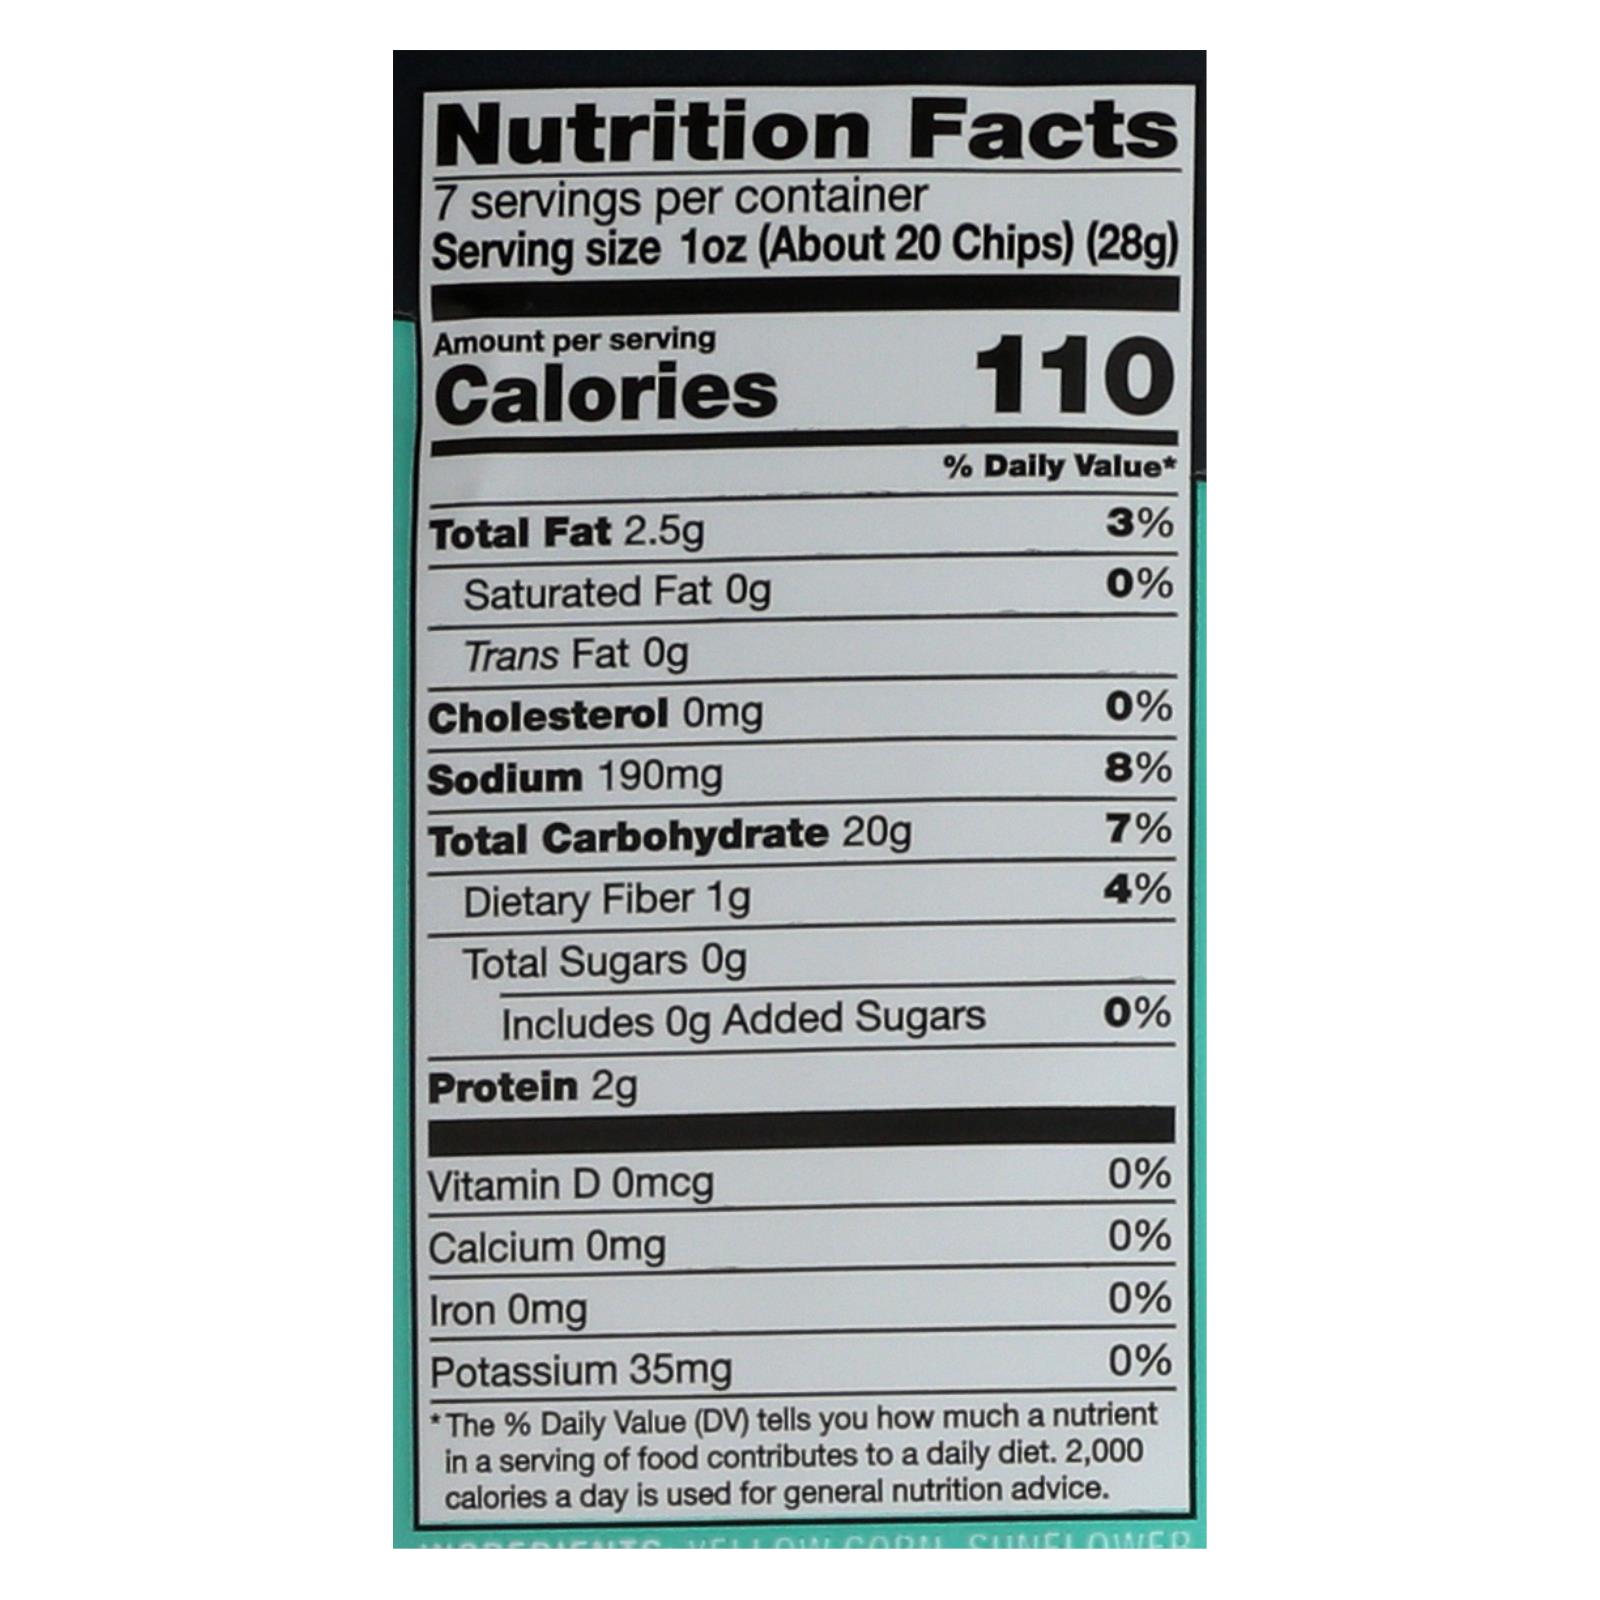 Nutrition Facts
7 servings per container
Serving size 1oz (About 20 Chips) (28g)
Amount per serving
Calories 110
% Daily Value*
Total Fat 2.5g 3%
Saturated Fat 0g 0%
Trans Fat 0g
Cholesterol 0mg 0%
Sodium 190mg 8%
Total Carbohydrate 20g 7%
Dietary Fiber 1g 4%
Total Sugars 0g
Includes 0g Added Sugars 0%
Protein 2g
Vitamin D 0mcg 0%
Calcium 0mg 0%
Iron 0mg 0%
Potassium 35mg 0%
* The % Daily Value (DV) tells you how much a nutrient
in a serving of food contributes to a daily diet. 2,000
calories a day is used for general nutrition advice.
INGREDIENTS: YELLOW CORN, SUNFLOWER